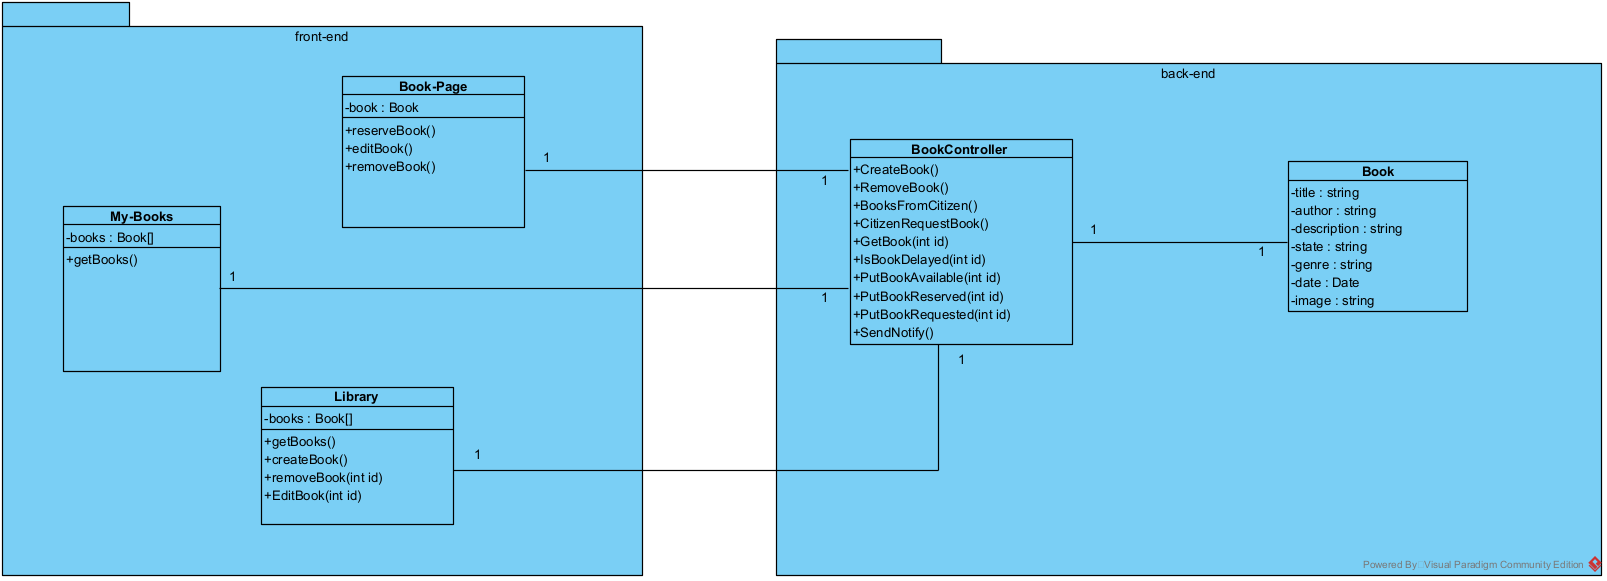 front-end
Book-Page
-book : Book
+reserveBook()
+editBook()
+removeBook()
1
My-Books
-books : Book[]
+getBooks()
1
Library
-books : Book[]
+getBooks()
+createBook()
+removeBook(int id)
+EditBook(int id)
1
back-end
BookController
+CreateBook()
+RemoveBook()
+BooksFromCitizen()
+CitizenRequestBook()
+GetBook(int id)
+IsBookDelayed(int id)
+PutBookAvailable(int id)
+PutBookReserved(int id)
+PutBookRequested(int id)
+SendNotify()
1
1
1
1
1
Book
-title : string
-author : string
-description : string
-state : string
-genre : string
-date : Date
-image : string
Powered By: Visual Paradigm Community Edition